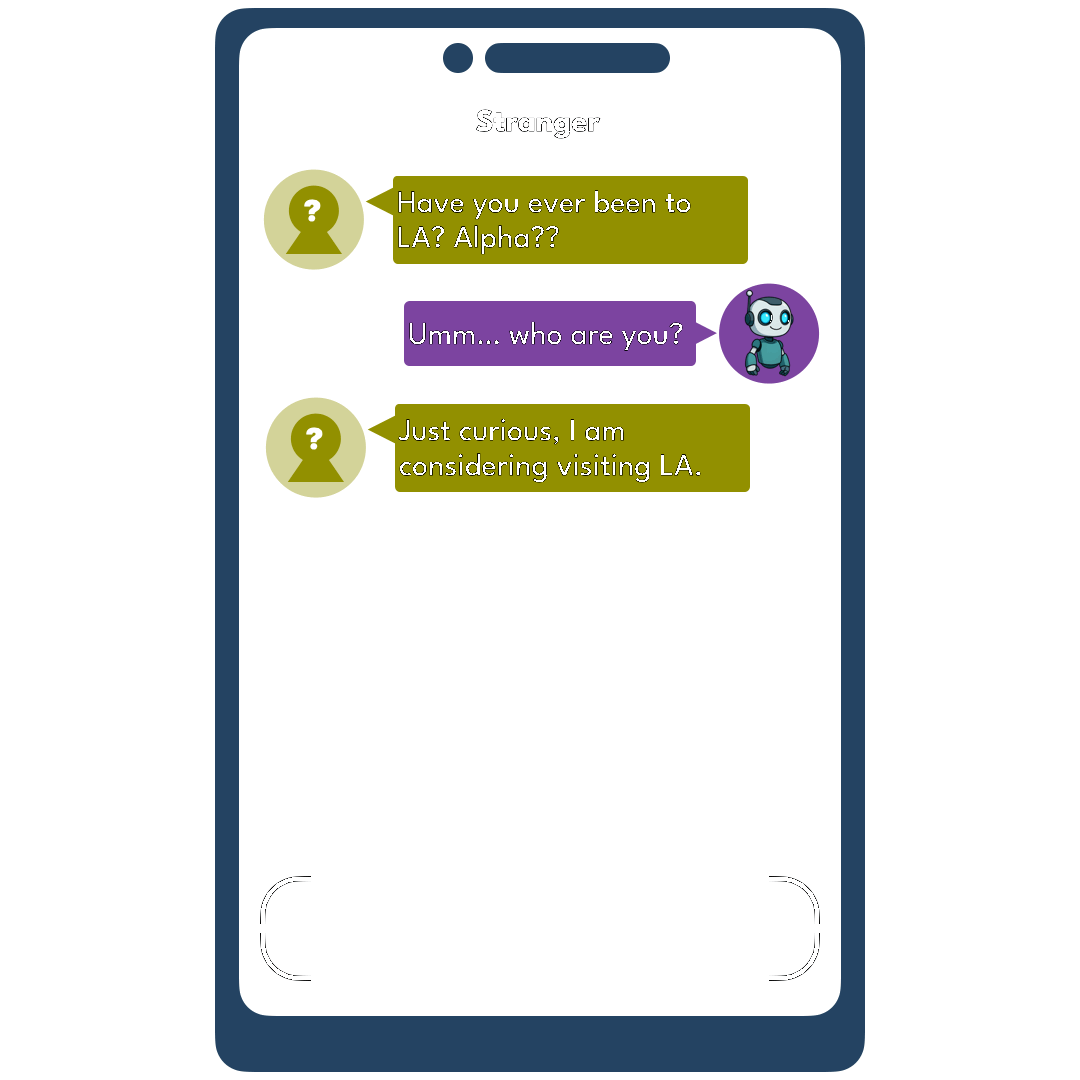 Stranger
?
Have you ever been to
LA? Alpha??
Umm... who are you?
?
Just curious, I am
considering visiting LA.